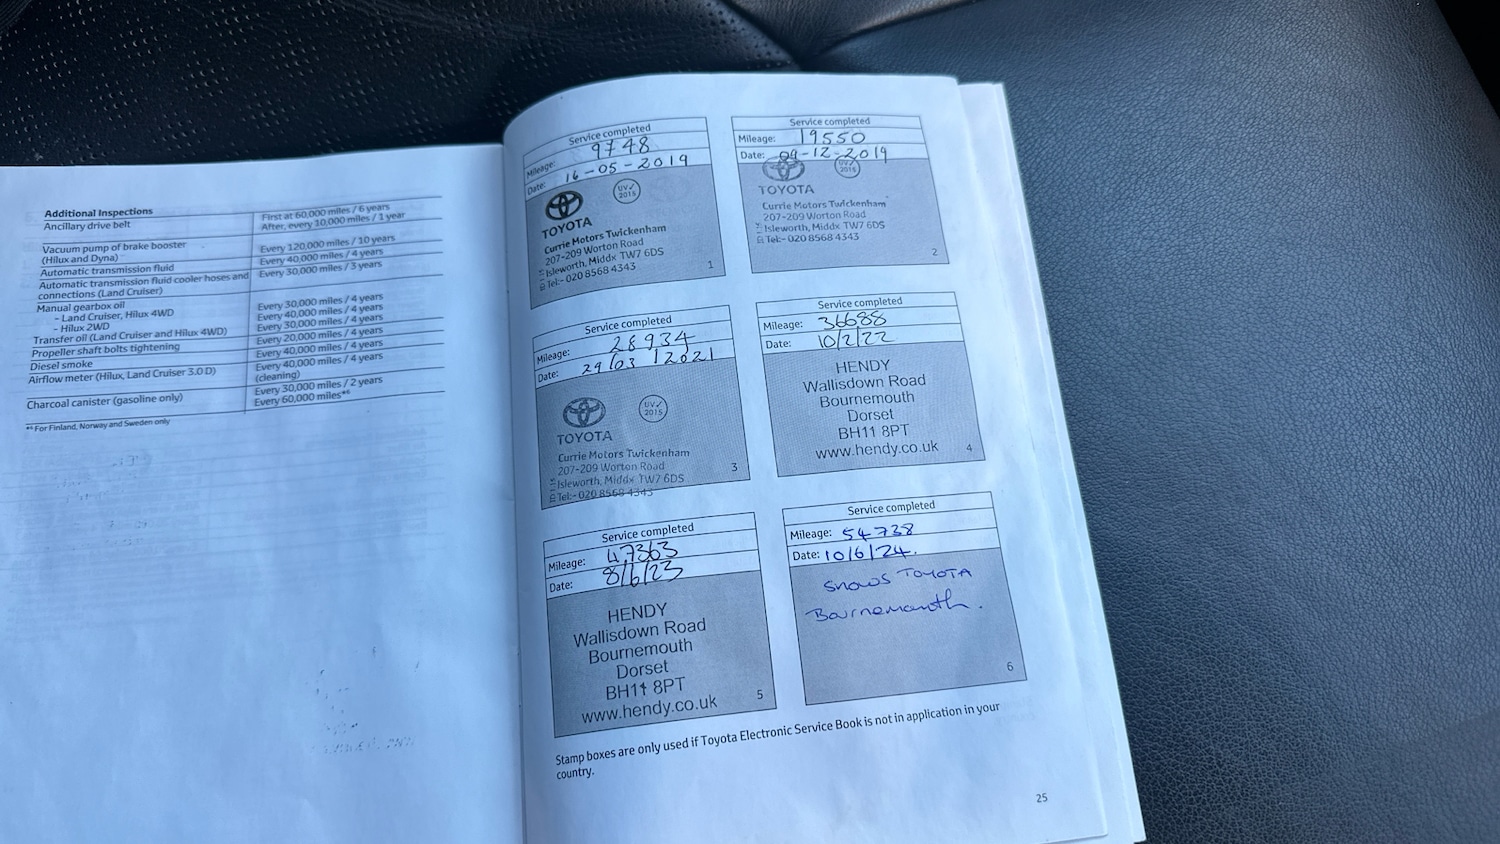 Additional Inspections
Ancillary drive belt
First at 60,000 miles / 6 years
After, every 10,000 miles / 1 year
Vacuum pump of brake booster
(Hilux and Dyna)
Every 120,000 miles / 10 years
Automatic transmission fluid
Every 40,000 miles / 4 years
Automatic transmission fluid cooler hoses and
connections (Land Cruiser)
Every 30,000 miles / 3 years
Manual gearbox oil
- Land Cruiser, Hilux 4WD
Every 30,000 miles / 4 years
- Hilux 2WD
Every 40,000 miles / 4 years
Transfer oil (Land Cruiser and Hilux 4WD)
Every 30,000 miles / 4 years
Propeller shaft bolts tightening
Every 20,000 miles / 4 years
Diesel smoke
Every 40,000 miles / 4 years
Airflow meter (Hilux, Land Cruiser 3.0 D)
Every 40,000 miles / 4 years
(cleaning)
Charcoal canister (gasoline only)
Every 30,000 miles / 2 years
Every 60,000 miles**
** For Finland, Norway and Sweden only
Service completed
Mileage: 9748
Date: 16-05-2019
UV✓
2015
TOYOTA
Currie Motors Twickenham
207-209 Worton Road
Isleworth, Middx TW7 6DS
Tel:- 020 8568 4343
1
Service completed
Mileage: 19550
Date: 09-12-2019
UV✓
2015
TOYOTA
Currie Motors Twickenham
207-209 Worton Road
Isleworth, Middx TW7 6DS
Tel:- 020 8568 4343
2
Service completed
Mileage: 28934
Date: 29/03/2021
UV✓
2015
TOYOTA
Currie Motors Twickenham
207-209 Worton Road
Isleworth, Middx TW7 6DS
Tel:- 020 8568 4343
3
Service completed
Mileage: 36688
Date: 10/2/22
HENDY
Wallisdown Road
Bournemouth
Dorset
BH11 8PT
www.hendy.co.uk
4
Service completed
Mileage: 47363
Date: 8/6/23
HENDY
Wallisdown Road
Bournemouth
Dorset
BH11 8PT
www.hendy.co.uk
5
Service completed
Mileage: 54738
Date: 10/6/24.
SNOWS TOYOTA
Bournemouth.
6
Stamp boxes are only used if Toyota Electronic Service Book is not in application in your
country.
25